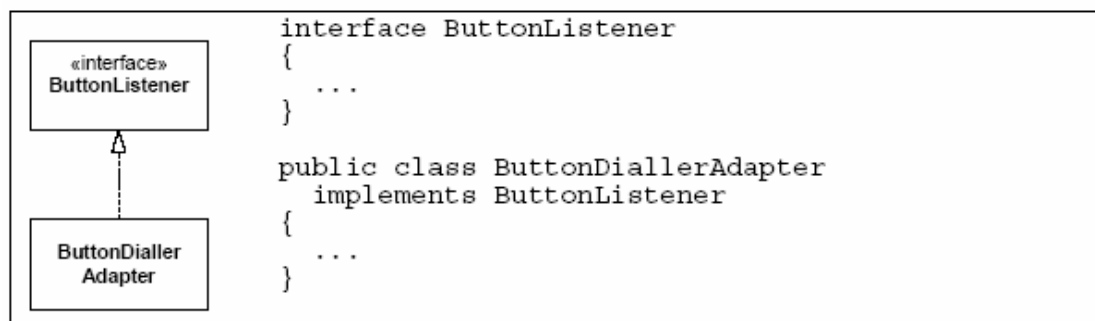 «interface»
ButtonListener
ButtonDialler
Adapter
interface ButtonListener
{
...
}
public class ButtonDiallerAdapter
implements ButtonListener
{
...
}